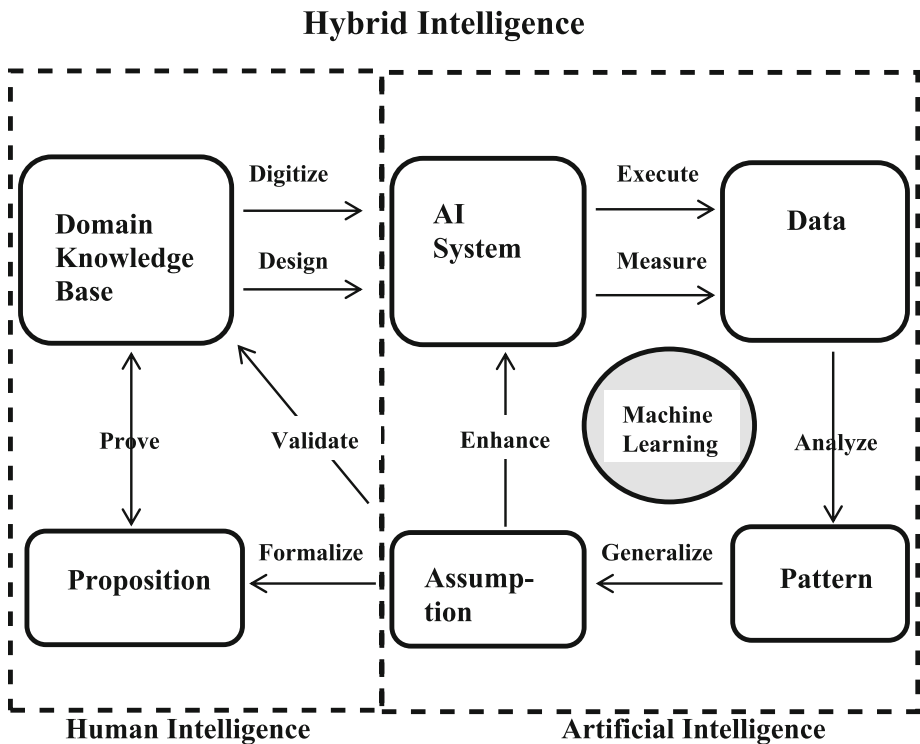 Hybrid Intelligence
Digitize
Execute
Domain
Knowledge
Base
AI
System
Data
Design
Measure
Machine
Learning
Prove
Validate
Enhance
Analyze
Formalize
Generalize
Proposition
Assump-
tion
Pattern
Human Intelligence
Artificial Intelligence